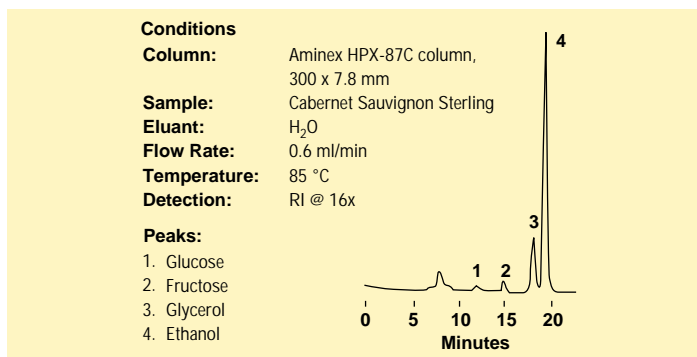 Conditions
Column: Aminex HPX-87C column,
300 x 7.8 mm
Sample: Cabernet Sauvignon Sterling
Eluant: H₂O
Flow Rate: 0.6 ml/min
Temperature: 85 °C
Detection: RI @ 16x
Peaks:
1. Glucose
2. Fructose
3. Glycerol
4. Ethanol
4
3
1 2
0 5 10 15 20
Minutes